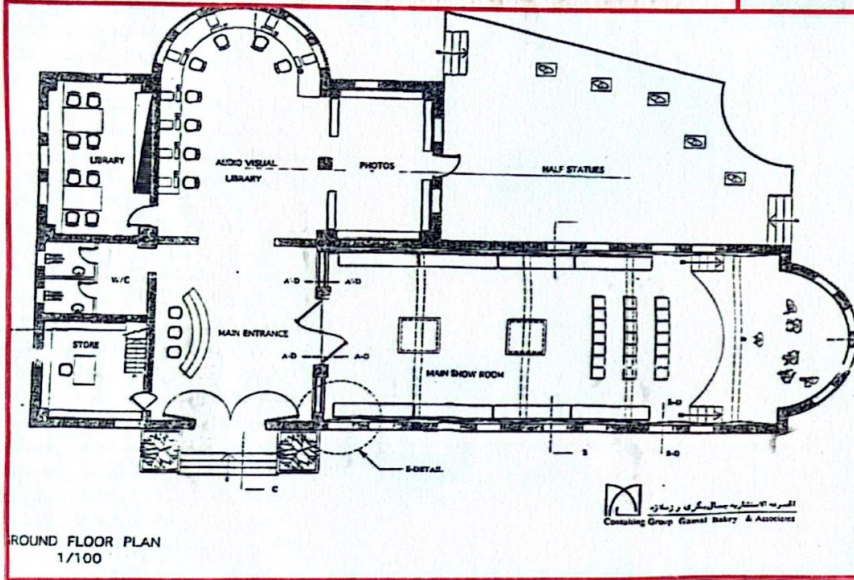 LIBRARY
AUDIO VISUAL
LIBRARY
PHOTOS
HALF STATUES
W/C
STORE
MAIN ENTRANCE
A'-D
A'-D
A-D
A-D
MAIN SHOW ROOM
S-DETAIL
S
S-D
S-D
C
Consulting Group Gamal Bakry & Associates
ROUND FLOOR PLAN
1/100